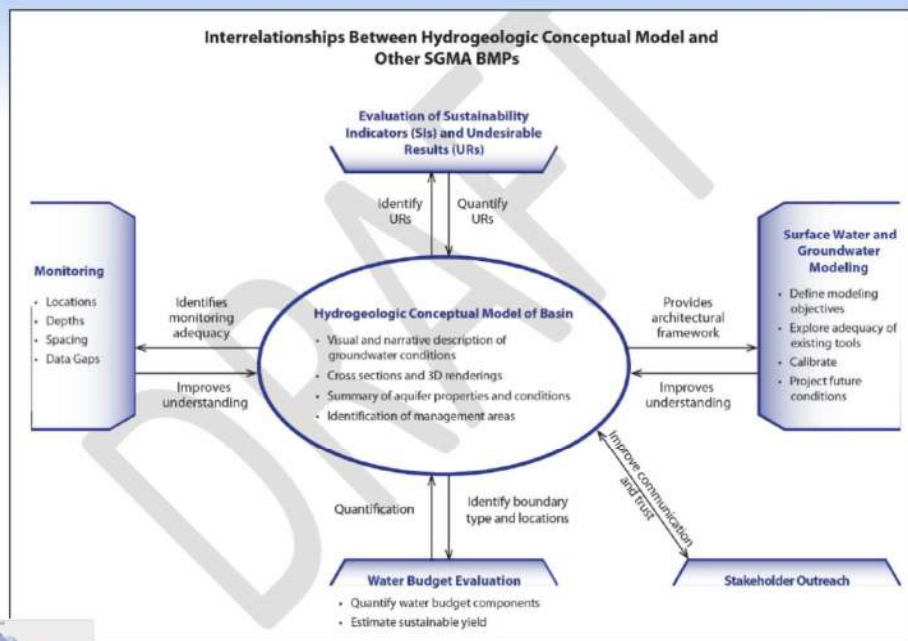 Interrelationships Between Hydrogeologic Conceptual Model and
Other SGMA BMPs
Evaluation of Sustainability
Indicators (SIs) and Undesirable
Results (URs)
Identify
URs
Quantify
URs
Monitoring
• Locations
• Depths
• Spacing
• Data Gaps
Identifies
monitoring
adequacy
Improves
understanding
Hydrogeologic Conceptual Model of Basin
• Visual and narrative description of
groundwater conditions
• Cross sections and 3D renderings
• Summary of aquifer properties and conditions
• Identification of management areas
Provides
architectural
framework
Improves
understanding
Surface Water and
Groundwater
Modeling
• Define modeling
objectives
• Explore adequacy of
existing tools
• Calibrate
• Project future
conditions
Quantification
Identify boundary
type and locations
Improve communication
and trust
Water Budget Evaluation
• Quantify water budget components
• Estimate sustainable yield
Stakeholder Outreach
DRAFT